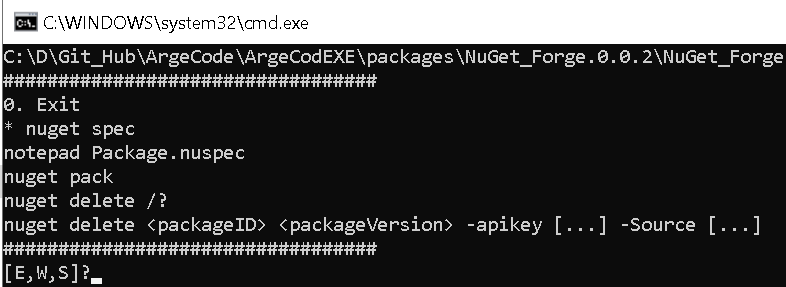 C:\WINDOWS\system32\cmd.exe
C:\D\Git_Hub\ArgeCode\ArgeCodEXE\packages\NuGet_Forge.0.0.2\NuGet_Forge
##################################
0. Exit
* nuget spec
notepad Package.nuspec
nuget pack
nuget delete /?
nuget delete <packageID> <packageVersion> -apikey [...] -Source [...]
##################################
[E,W,S]?